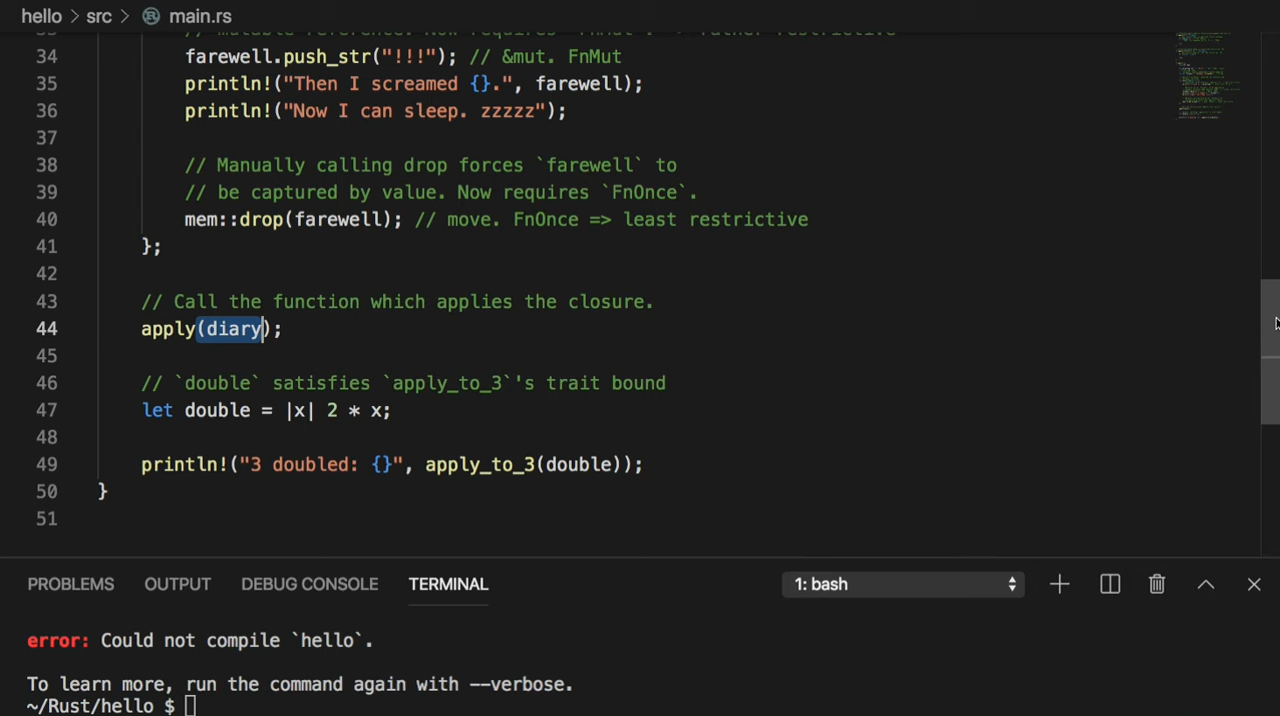 hello > src > main.rs
34 farewell.push_str("!!!"); // &mut. FnMut
35 println!("Then I screamed {}.", farewell);
36 println!("Now I can sleep. zzzzz");
37
38 // Manually calling drop forces `farewell` to
39 // be captured by value. Now requires `FnOnce`.
40 mem::drop(farewell); // move. FnOnce => least restrictive
41 };
42
43 // Call the function which applies the closure.
44 apply(diary);
45
46 // `double` satisfies `apply_to_3`'s trait bound
47 let double = |x| 2 * x;
48
49 println!("3 doubled: {}", apply_to_3(double));
50 }
51
PROBLEMS OUTPUT DEBUG CONSOLE TERMINAL 1: bash
error: Could not compile `hello`.
To learn more, run the command again with --verbose.
~/Rust/hello $